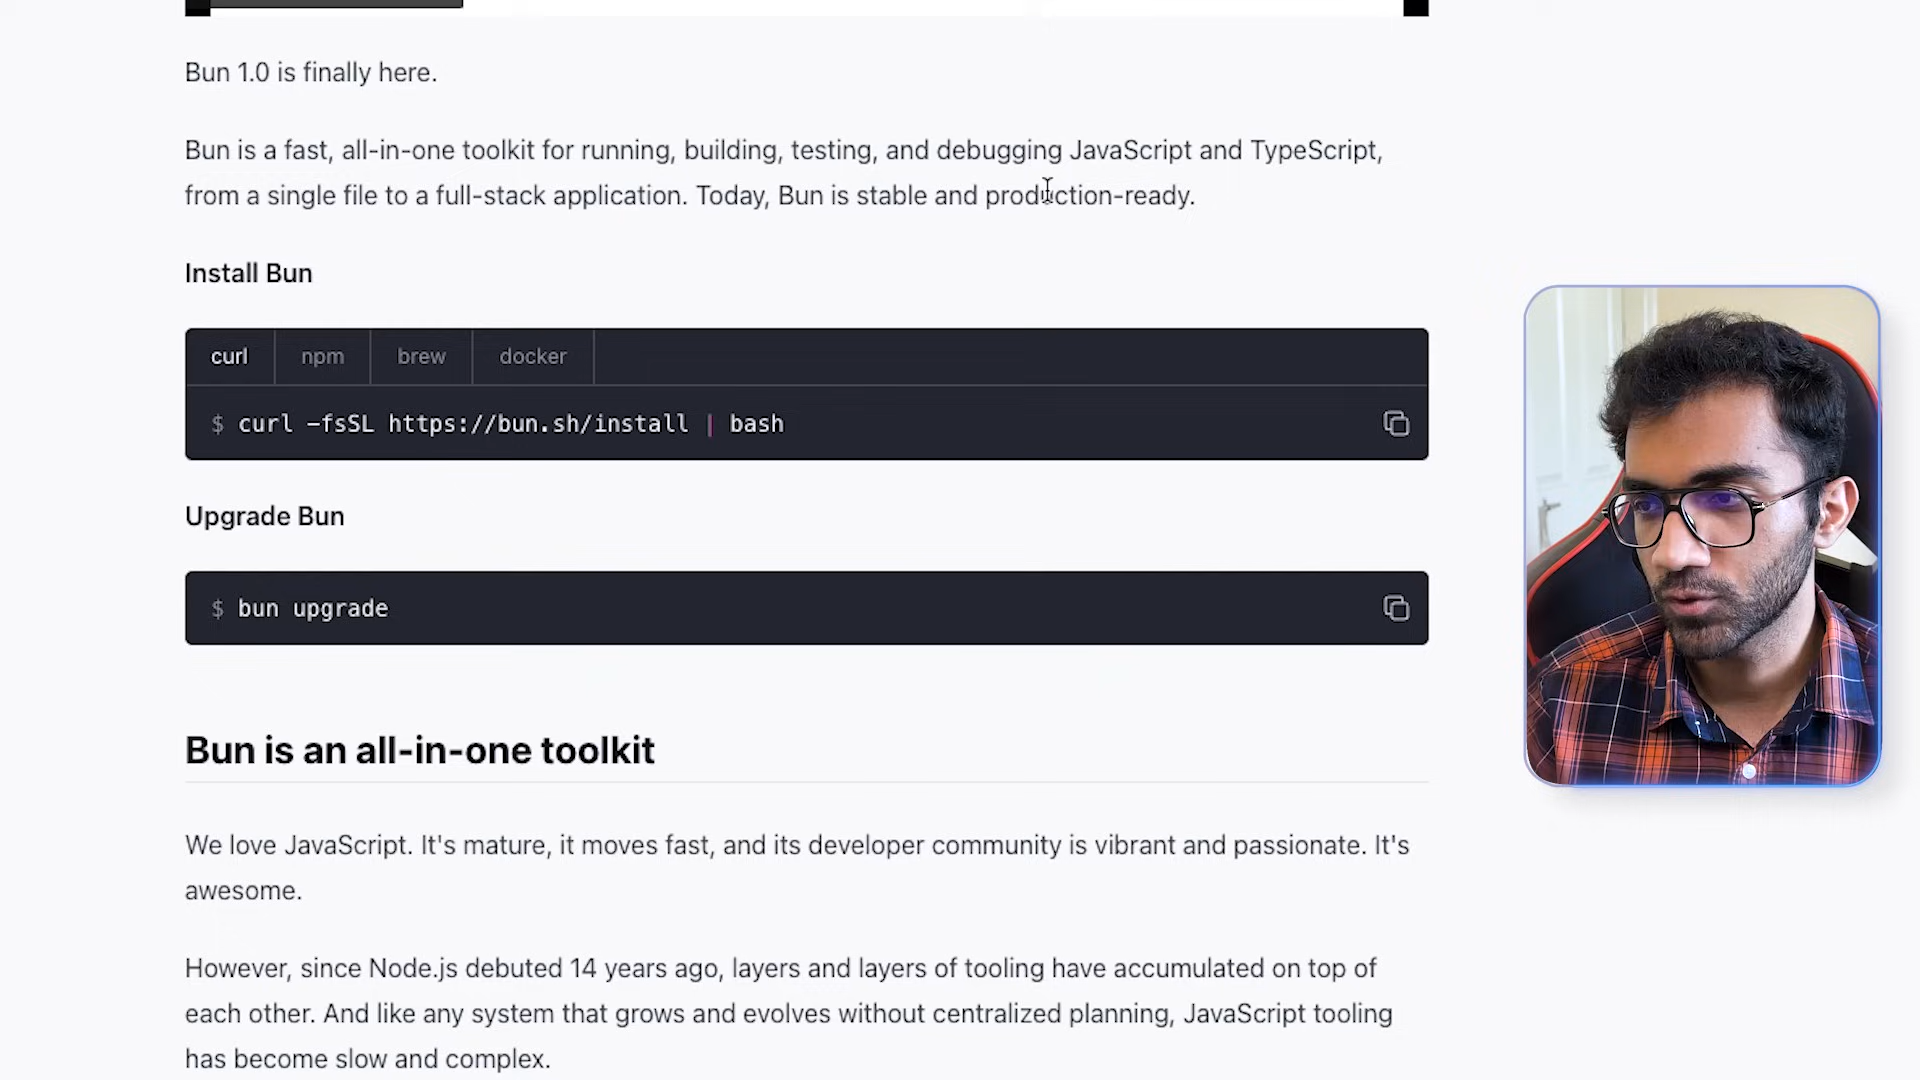 Bun 1.0 is finally here.
Bun is a fast, all-in-one toolkit for running, building, testing, and debugging JavaScript and TypeScript,
from a single file to a full-stack application. Today, Bun is stable and production-ready.
Install Bun
curl npm brew docker
$ curl -fsSL https://bun.sh/install | bash
Upgrade Bun
$ bun upgrade
Bun is an all-in-one toolkit
We love JavaScript. It's mature, it moves fast, and its developer community is vibrant and passionate. It's
awesome.
However, since Node.js debuted 14 years ago, layers and layers of tooling have accumulated on top of
each other. And like any system that grows and evolves without centralized planning, JavaScript tooling
has become slow and complex.